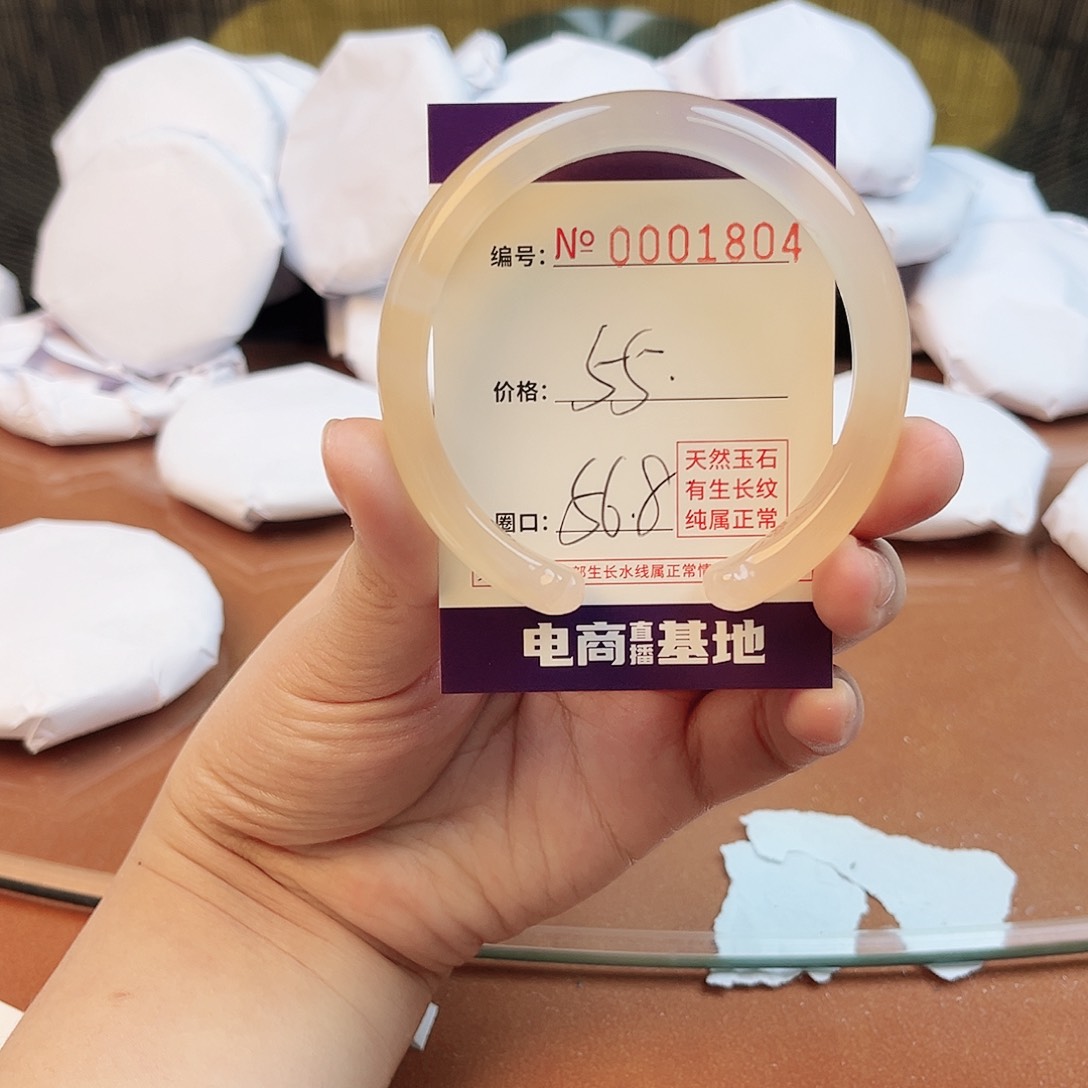 编号: № 0001804
价格: 55.
圈口: 56.8
天然玉石
有生长纹
纯属正常
部生长水线属正常情
电商直播基地